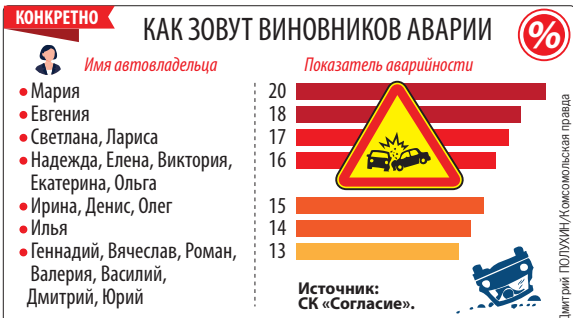 КОНКРЕТНО
КАК ЗОВУТ ВИНОВНИКОВ АВАРИИ
%
Имя автовладельца
Показатель аварийности
Мария 20
Евгения 18
Светлана, Лариса 17
Надежда, Елена, Виктория, 16
Екатерина, Ольга
Ирина, Денис, Олег 15
Илья 14
Геннадий, Вячеслав, Роман, 13
Валерия, Василий,
Дмитрий, Юрий
Источник:
СК «Согласие».
Дмитрий ПОЛУХИН/Комсомольская правда